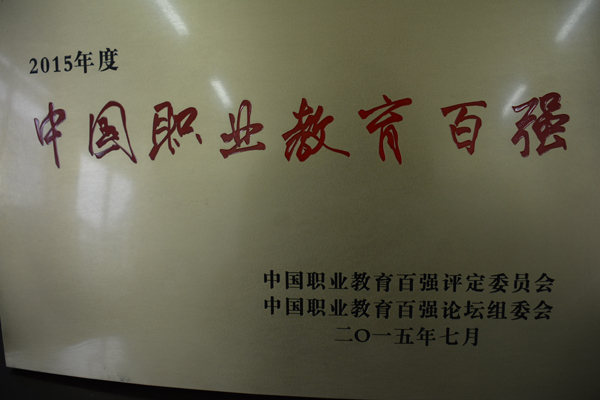 2015年度
中国职业教育百强
中国职业教育百强评定委员会
中国职业教育百强论坛组委会
二〇一五年七月